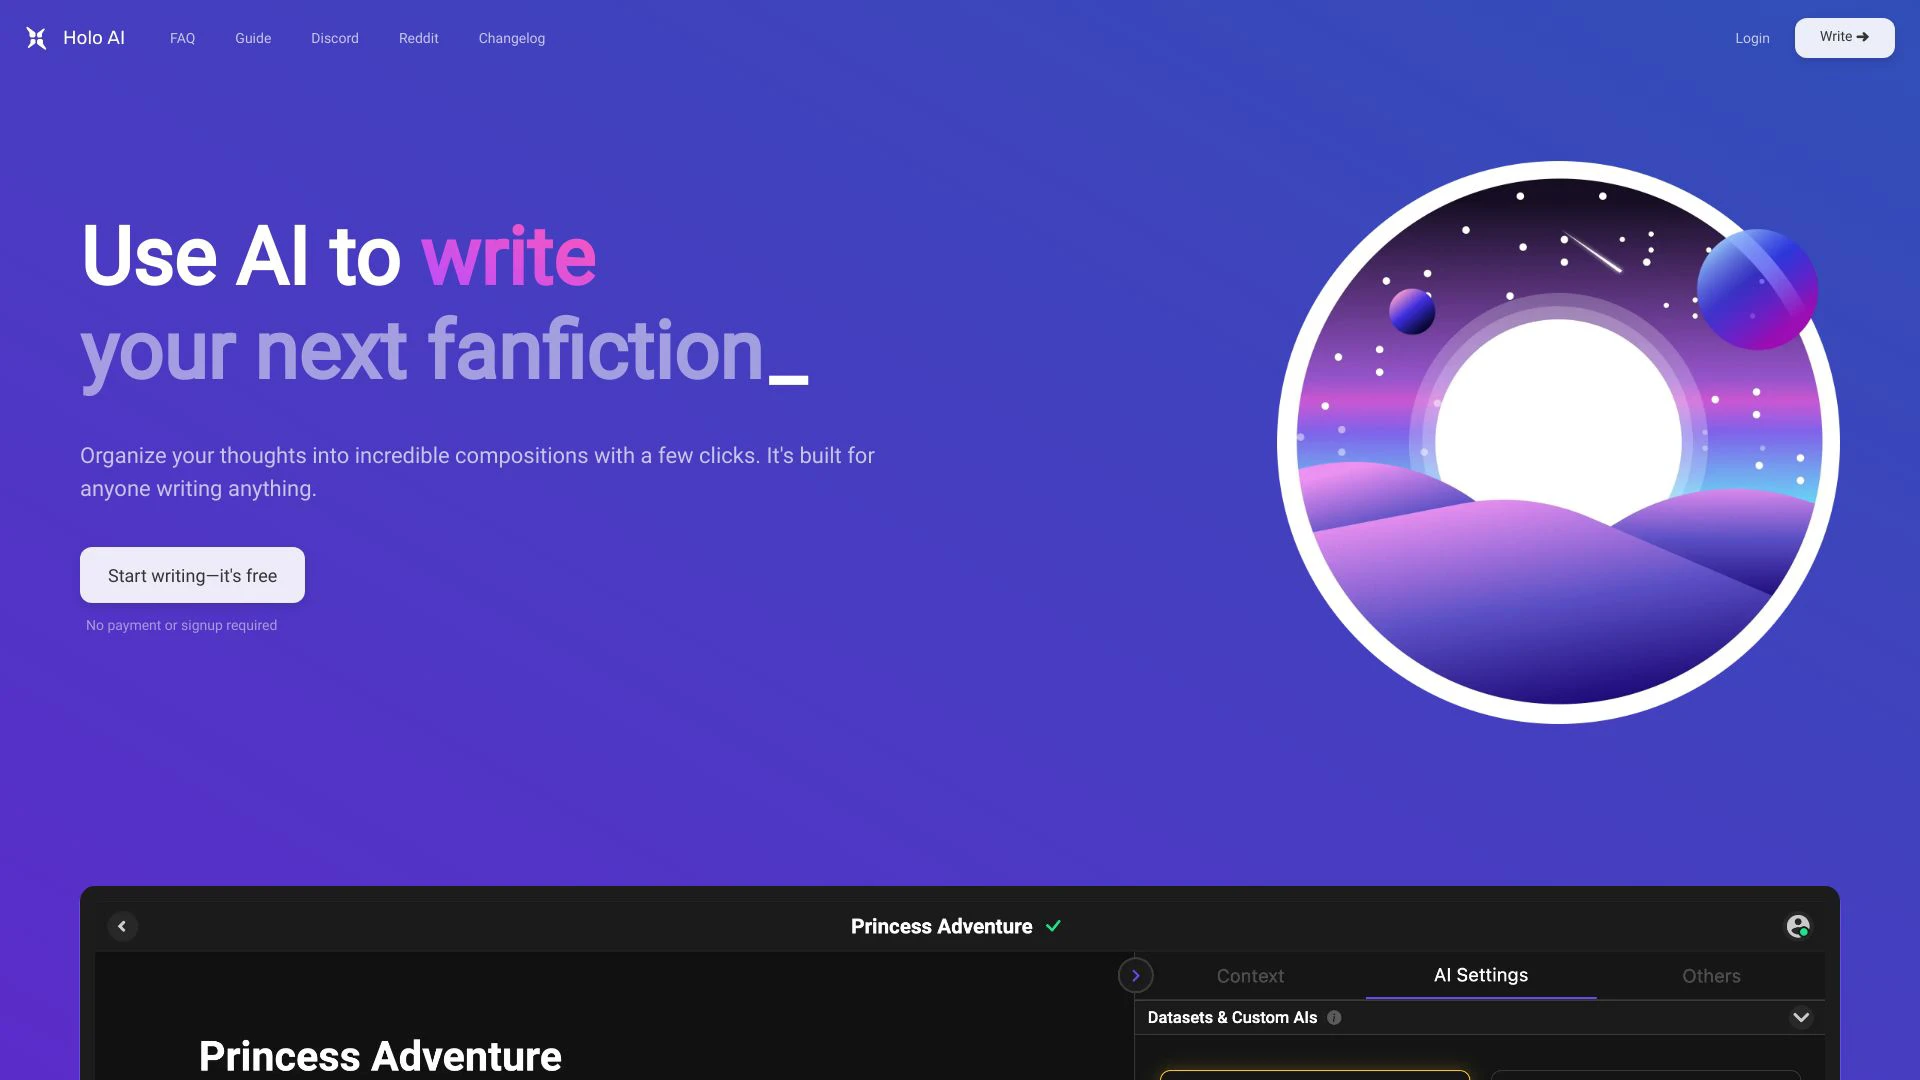 Holo AI
FAQ
Guide
Discord
Reddit
Changelog
Login
Write
Use AI to write
your next fanfiction_
Organize your thoughts into incredible compositions with a few clicks. It's built for
anyone writing anything.
Start writing—it's free
No payment or signup required
Princess Adventure
Context
AI Settings
Others
Datasets & Custom AIs
Princess Adventure